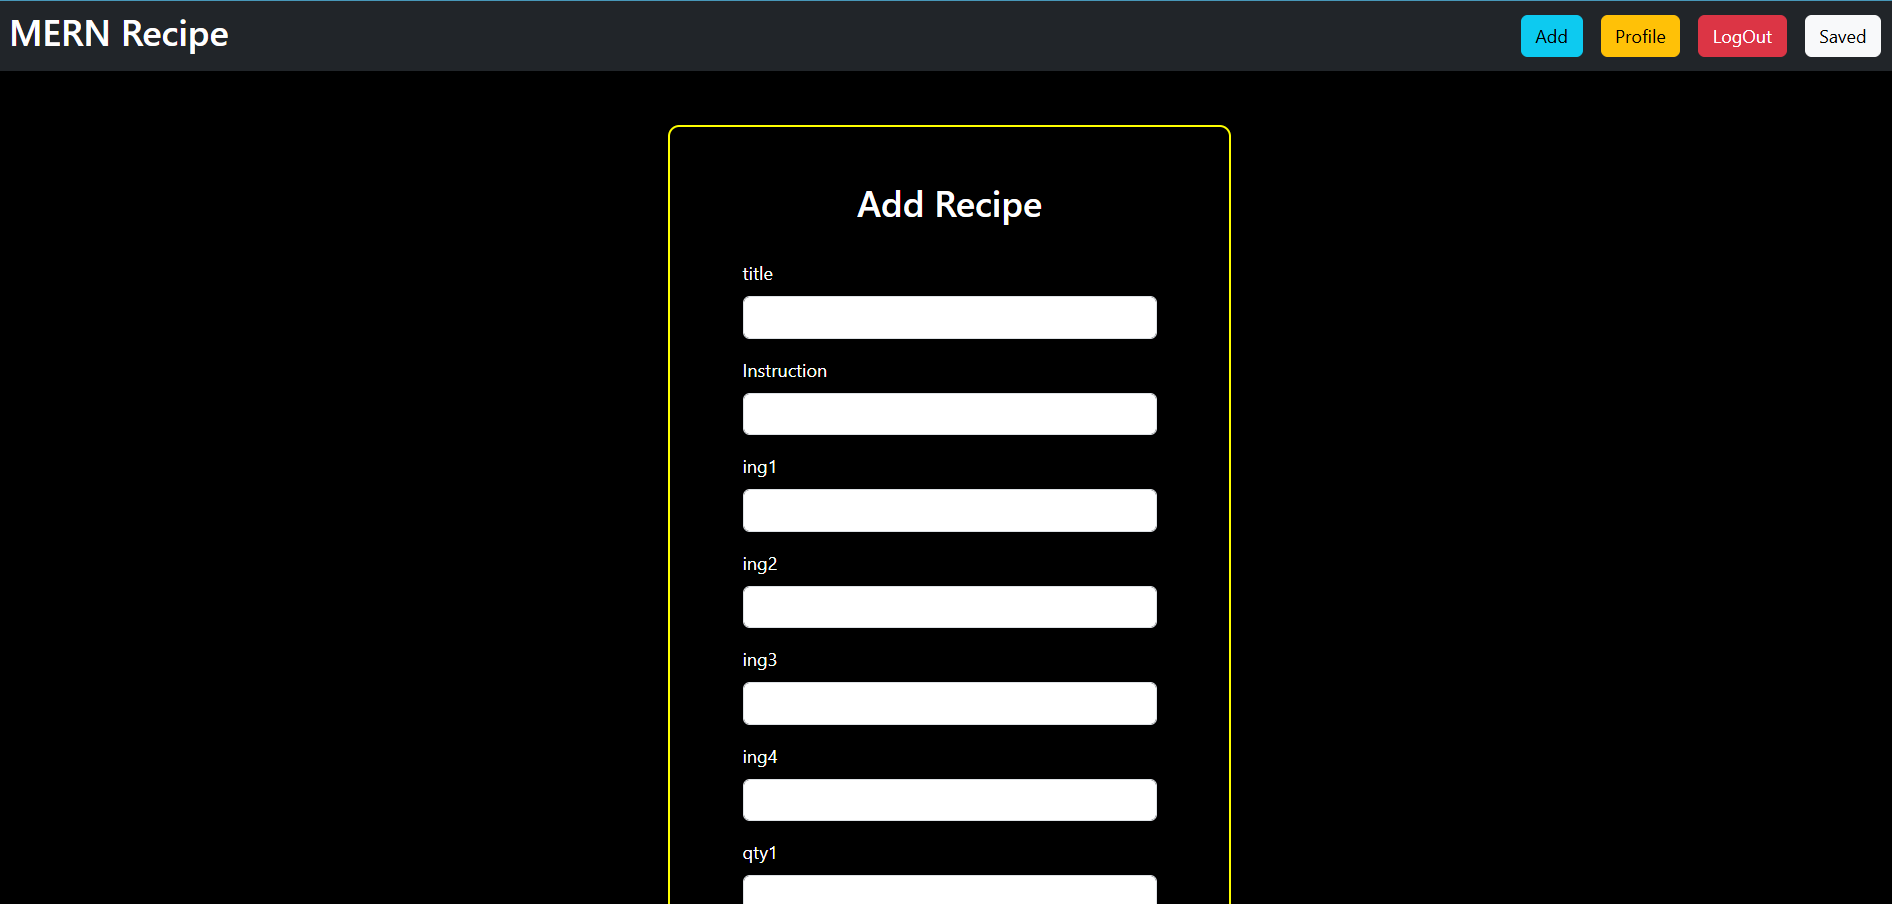 MERN Recipe
Add Profile LogOut Saved
Add Recipe
title
Instruction
ing1
ing2
ing3
ing4
qty1